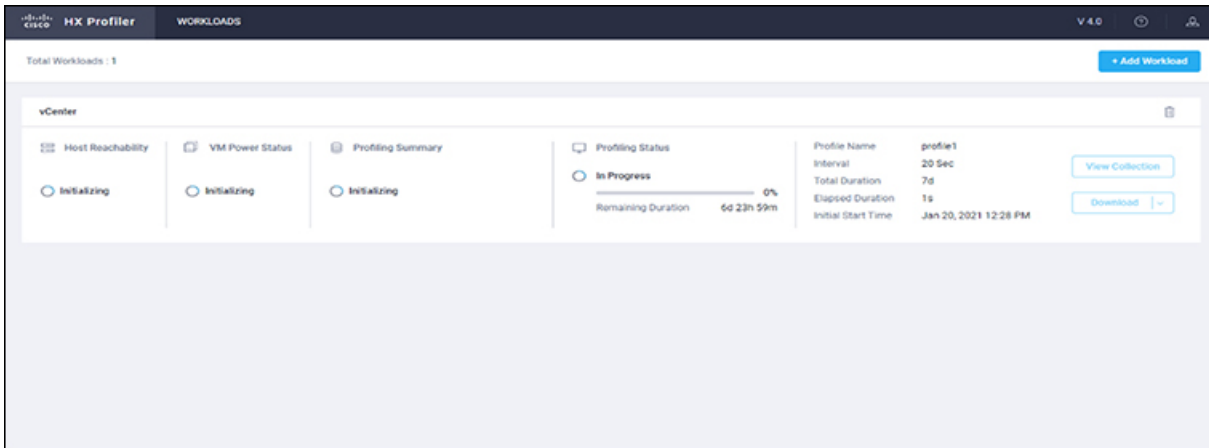 cisco HX Profiler WORKLOADS V 4.0
Total Workloads : 1 + Add Workload
vCenter
Host Reachability
Initializing
VM Power Status
Initializing
Profiling Summary
Initializing
Profiling Status
In Progress
0%
Remaining Duration 6d 23h 59m
Profile Name profile1
Interval 20 Sec
Total Duration 7d
Elapsed Duration 1s
Initial Start Time Jan 20, 2021 12:28 PM
View Collection
Download